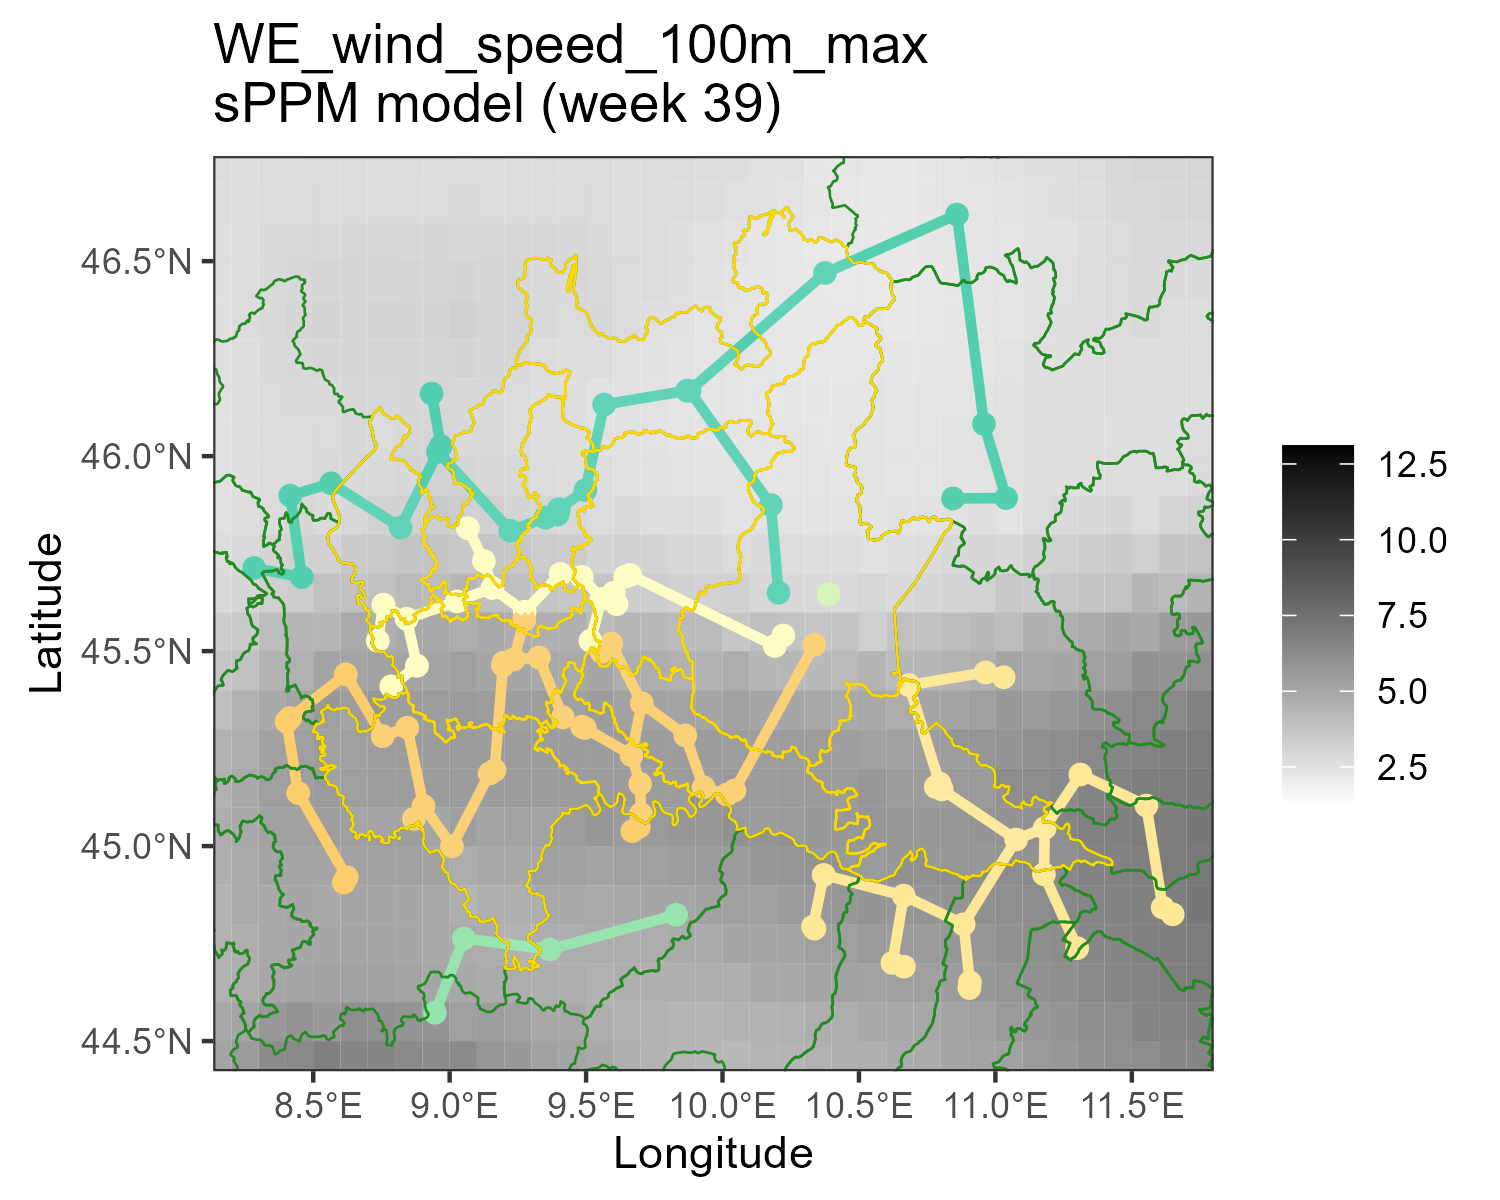 WE_wind_speed_100m_max
sPPM model (week 39)
46.5°N
46.0°N
45.5°N
45.0°N
44.5°N
Latitude
8.5°E
9.0°E
9.5°E
10.0°E
10.5°E
11.0°E
11.5°E
Longitude
12.5
10.0
7.5
5.0
2.5